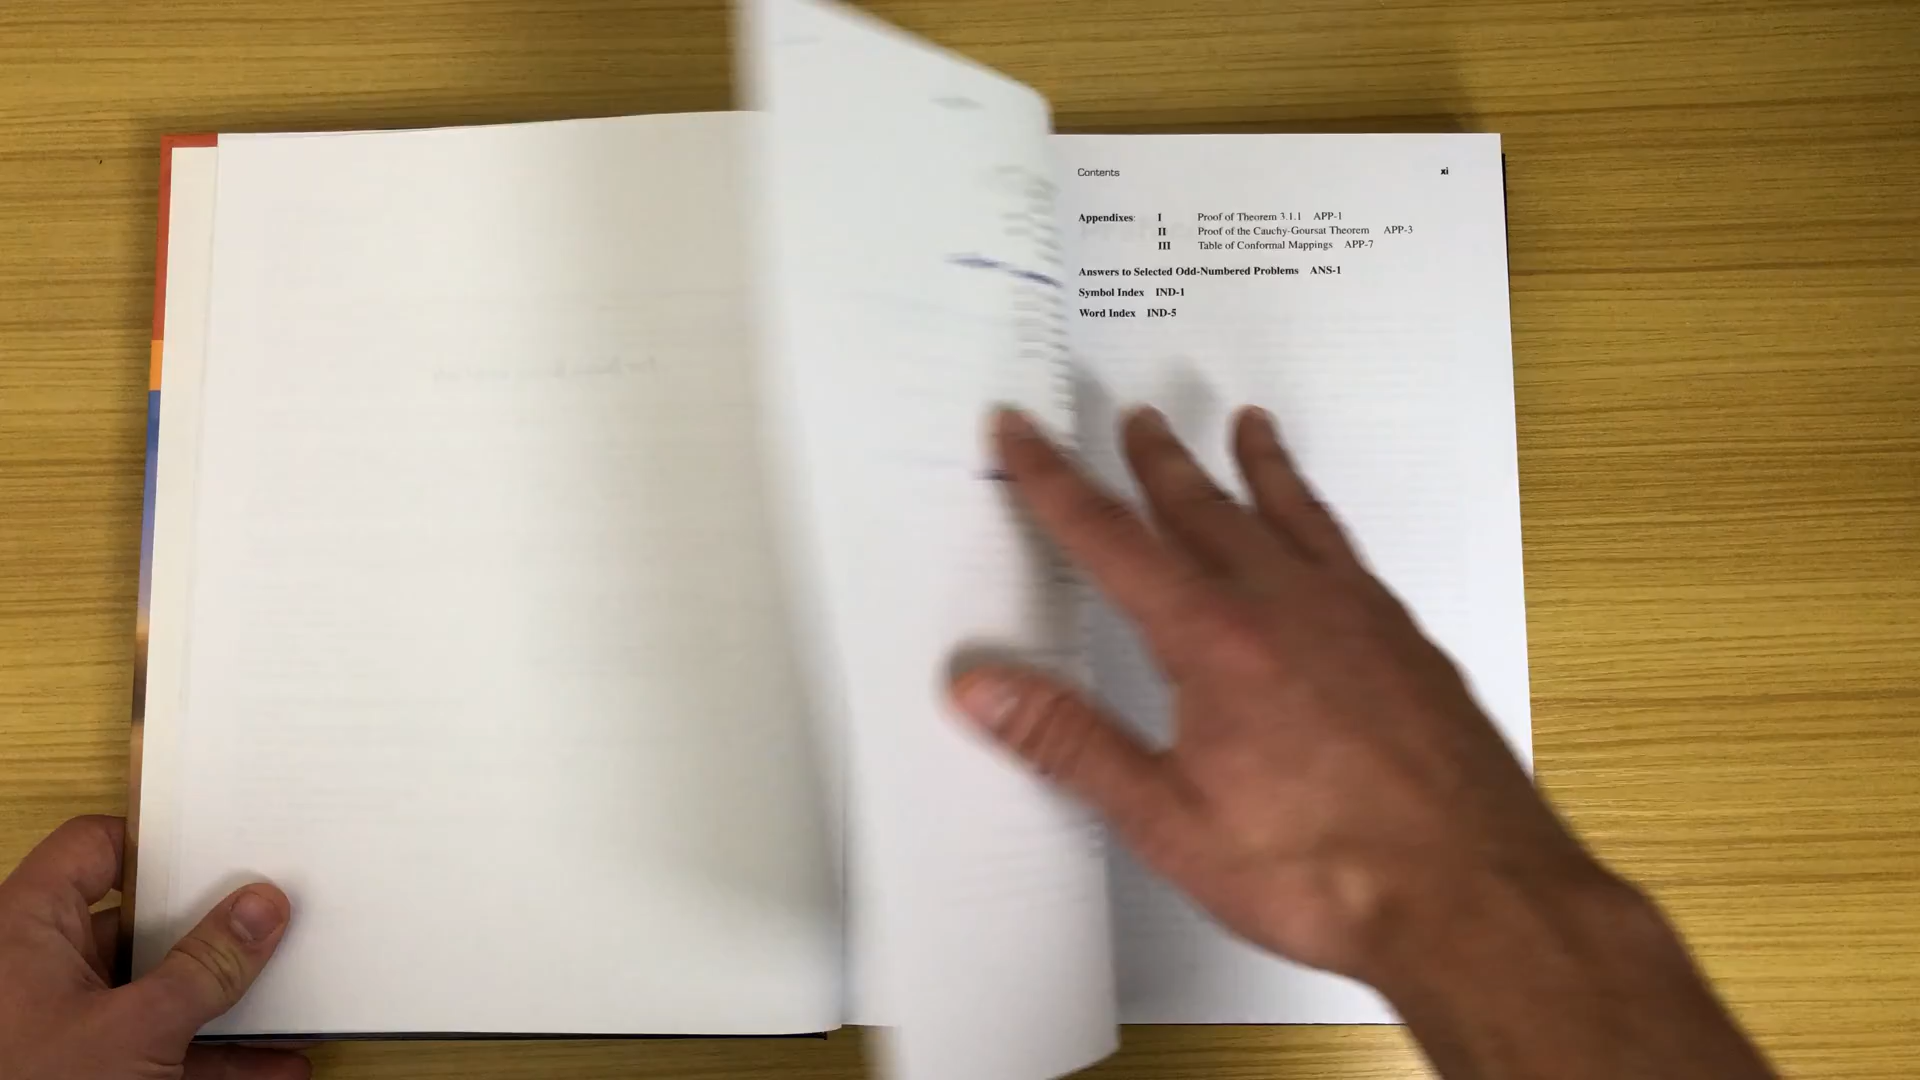 Contents xi
Appendixes: I Proof of Theorem 3.1.1 APP-1
II Proof of the Cauchy-Goursat Theorem APP-3
III Table of Conformal Mappings APP-7
Answers to Selected Odd-Numbered Problems ANS-1
Symbol Index IND-1
Word Index IND-5